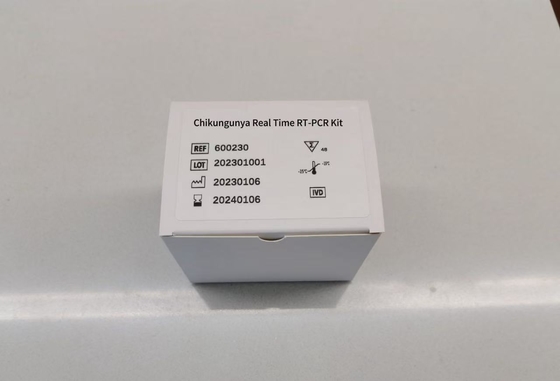 Chikungunya Real Time RT-PCR Kit
REF 600230
LOT 202301001
20230106
20240106
IVD